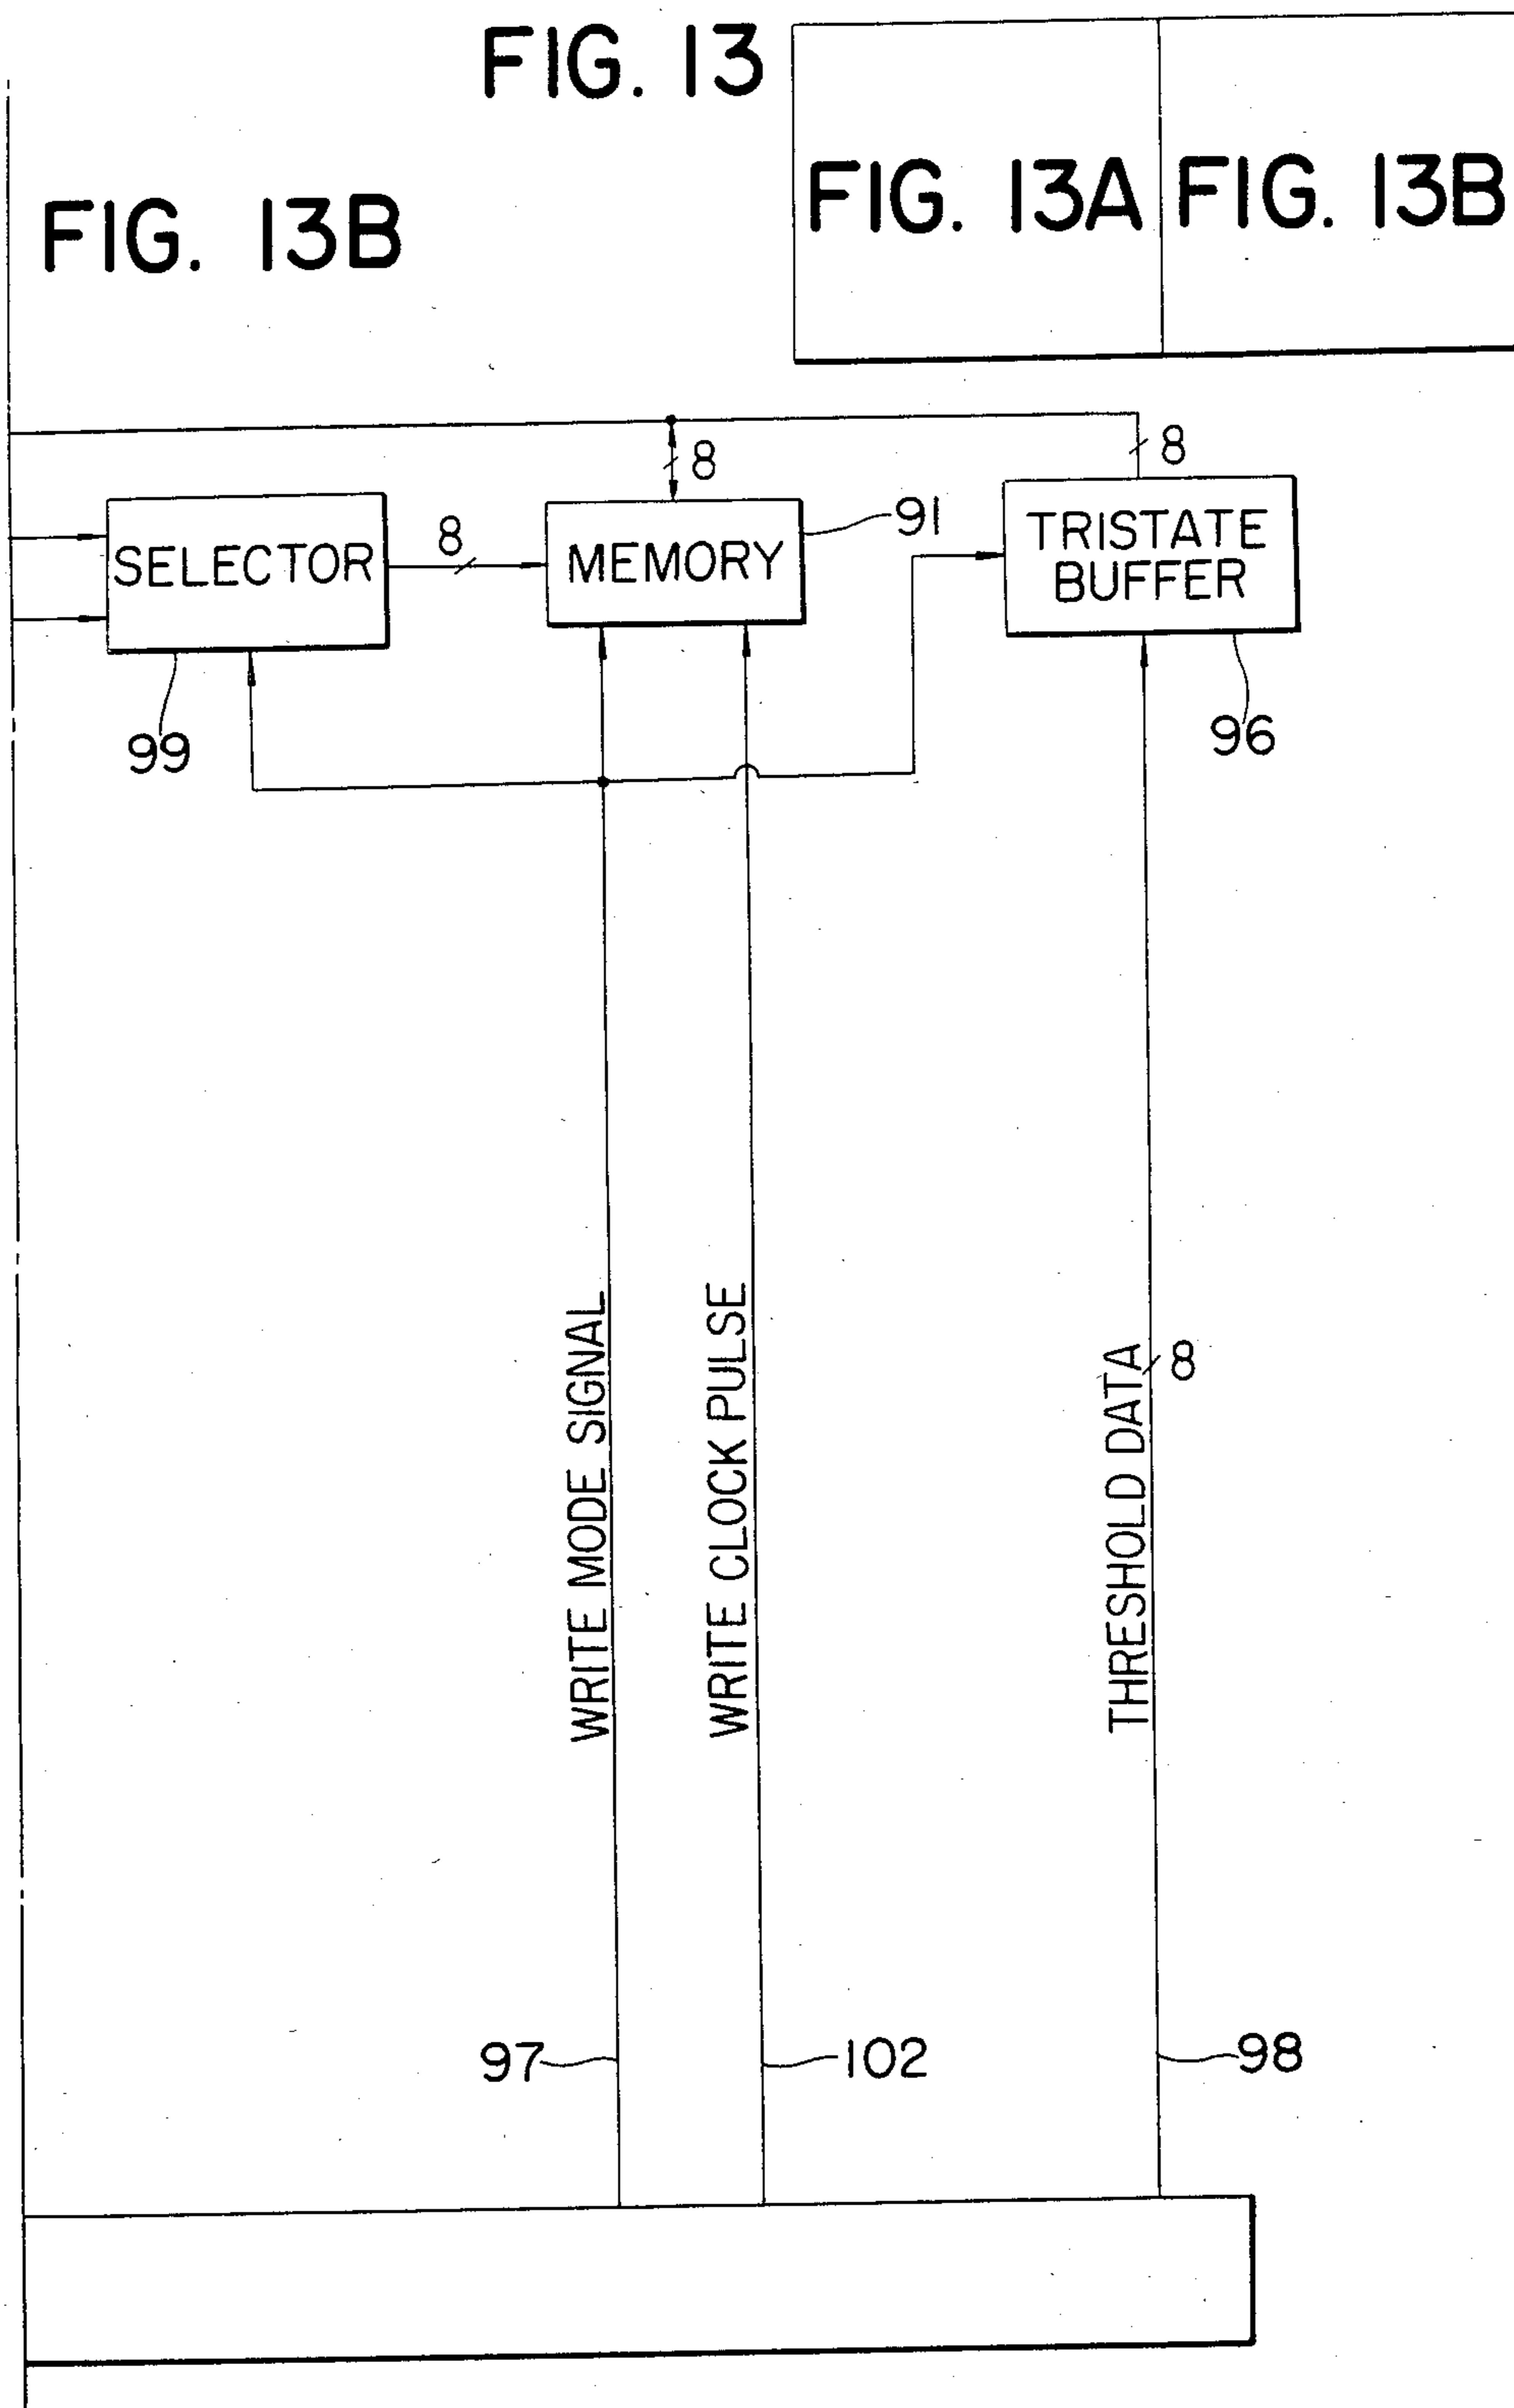 FIG. 13
FIG. 13A
FIG. 13B
FIG. 13B
8
8
SELECTOR
8
MEMORY
91
TRISTATE
BUFFER
99
96
WRITE MODE SIGNAL
WRITE CLOCK PULSE
THRESHOLD DATA
8
97
102
98